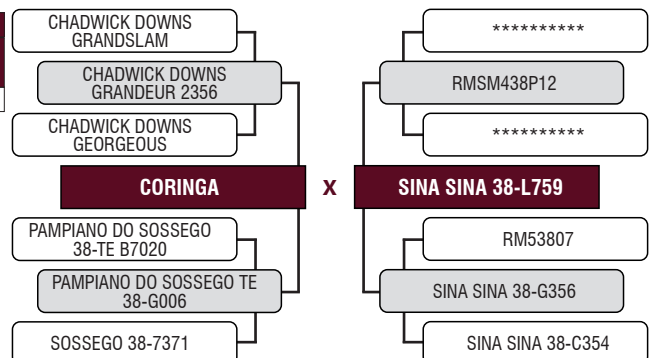 CHADWICK DOWNS
GRANDSLAM
CHADWICK DOWNS
GRANDEUR 2356
CHADWICK DOWNS
GEORGEOUS
CORINGA
PAMPIANO DO SOSSEGO
38-TE B7020
PAMPIANO DO SOSSEGO TE
38-G006
SOSSEGO 38-7371
X
**********
RMSM438P12
**********
SINA SINA 38-L759
RM53807
SINA SINA 38-G356
SINA SINA 38-C354